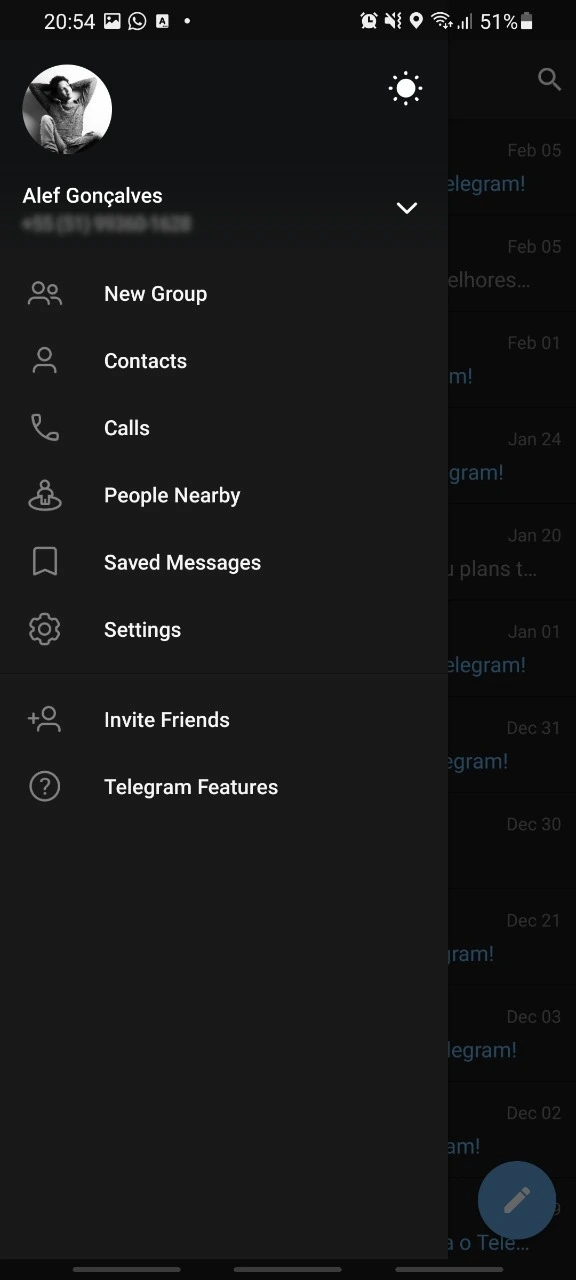 20:54
51%
Alef Gonçalves
New Group
Contacts
Calls
People Nearby
Saved Messages
Settings
Invite Friends
Telegram Features
Feb 05
elegram!
Feb 05
elhores...
Feb 01
m!
Jan 24
gram!
Jan 20
u plans t...
Jan 01
elegram!
Dec 31
egram!
Dec 30
Dec 21
gram!
Dec 03
legram!
Dec 02
am!
a o Tele...